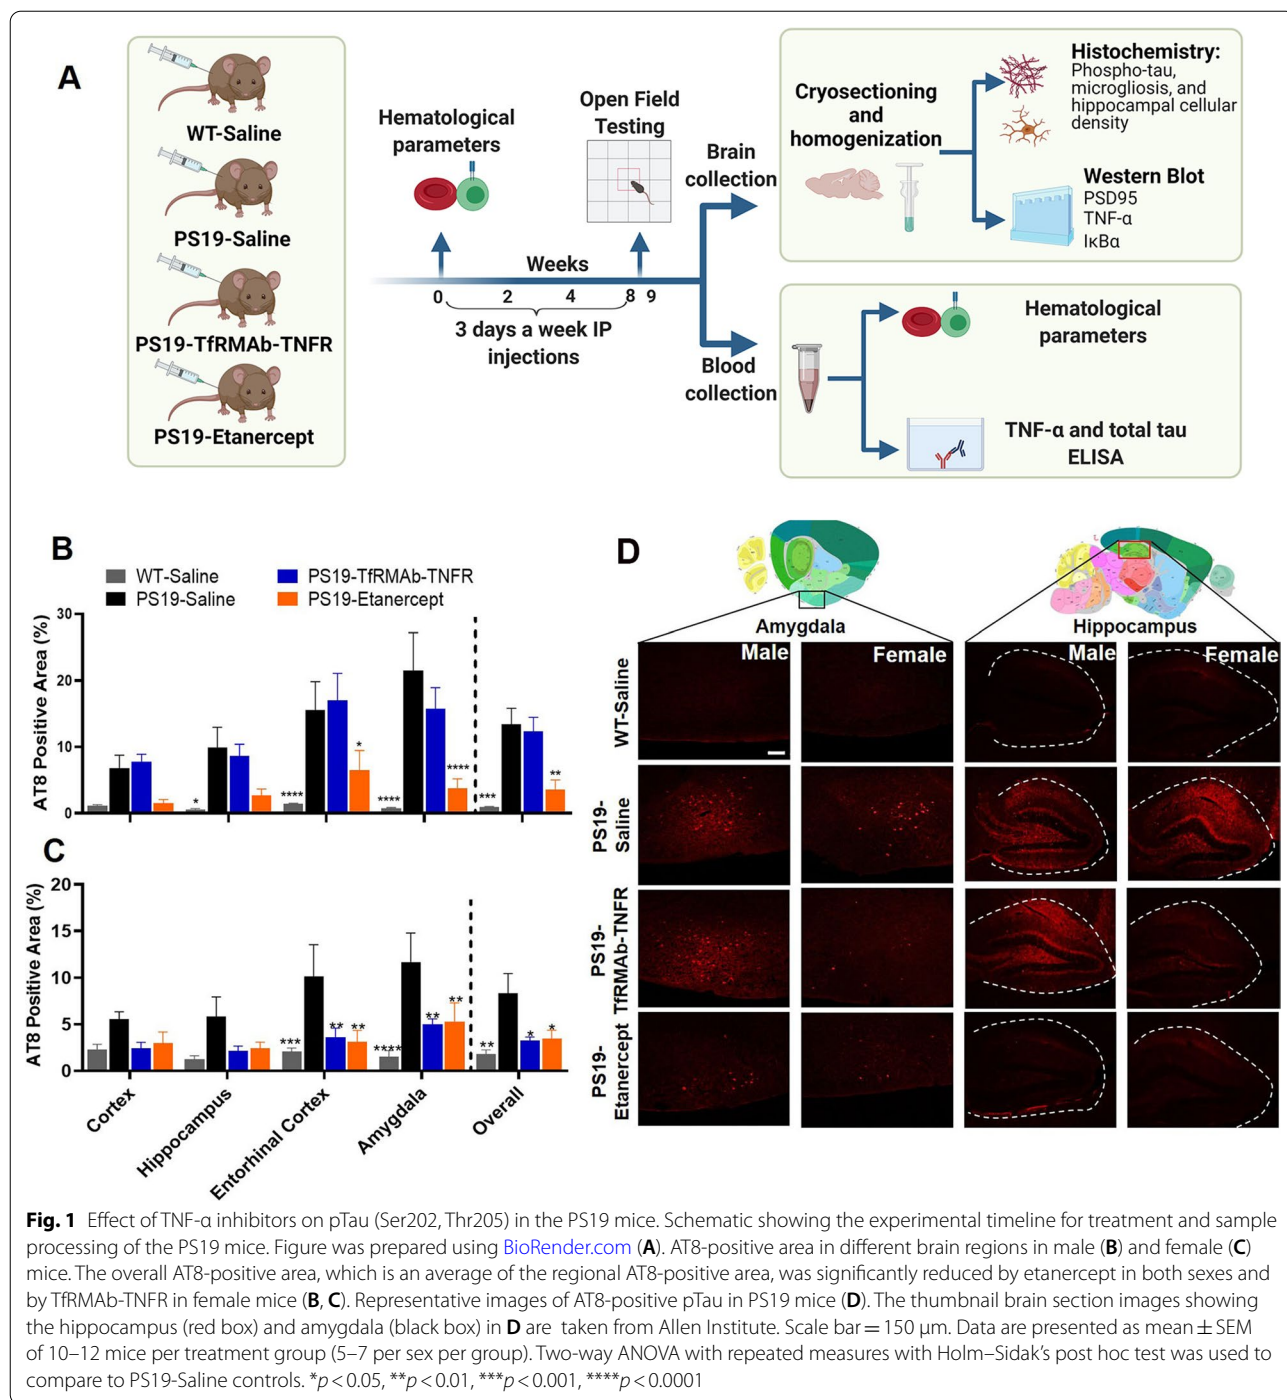 A
WT-Saline
PS19-Saline
PS19-TfRMAb-TNFR
PS19-Etanercept
Hematological
parameters
Open Field
Testing
Weeks
0 2 4 8 9
3 days a week IP
injections
Brain
collection
Blood
collection
Cryosectioning
and
homogenization
Histochemistry:
Phospho-tau,
microgliosis, and
hippocampal cellular
density
Western Blot
PSD95
TNF-α
IκBα
Hematological
parameters
TNF-α and total tau
ELISA
B
WT-Saline
PS19-Saline
PS19-TfRMAb-TNFR
PS19-Etanercept
AT8 Positive Area (%)
30
20
10
0
* **** * **** **** *** **
C
AT8 Positive Area (%)
20
15
10
5
0
*** ** ** **** ** ** ** * *
Cortex
Hippocampus
Entorhinal Cortex
Amygdala
Overall
D
Amygdala
Hippocampus
Male
Female
Male
Female
WT-Saline
PS19-
Saline
PS19-
TfRMAb-TNFR
PS19-
Etanercept
Fig. 1 Effect of TNF-α inhibitors on pTau (Ser202, Thr205) in the PS19 mice. Schematic showing the experimental timeline for treatment and sample
processing of the PS19 mice. Figure was prepared using BioRender.com (A). AT8-positive area in different brain regions in male (B) and female (C)
mice. The overall AT8-positive area, which is an average of the regional AT8-positive area, was significantly reduced by etanercept in both sexes and
by TfRMAb-TNFR in female mice (B, C). Representative images of AT8-positive pTau in PS19 mice (D). The thumbnail brain section images showing
the hippocampus (red box) and amygdala (black box) in D are taken from Allen Institute. Scale bar = 150 μm. Data are presented as mean ± SEM
of 10–12 mice per treatment group (5–7 per sex per group). Two-way ANOVA with repeated measures with Holm–Sidak's post hoc test was used to
compare to PS19-Saline controls. *p < 0.05, **p < 0.01, ***p < 0.001, ****p < 0.0001